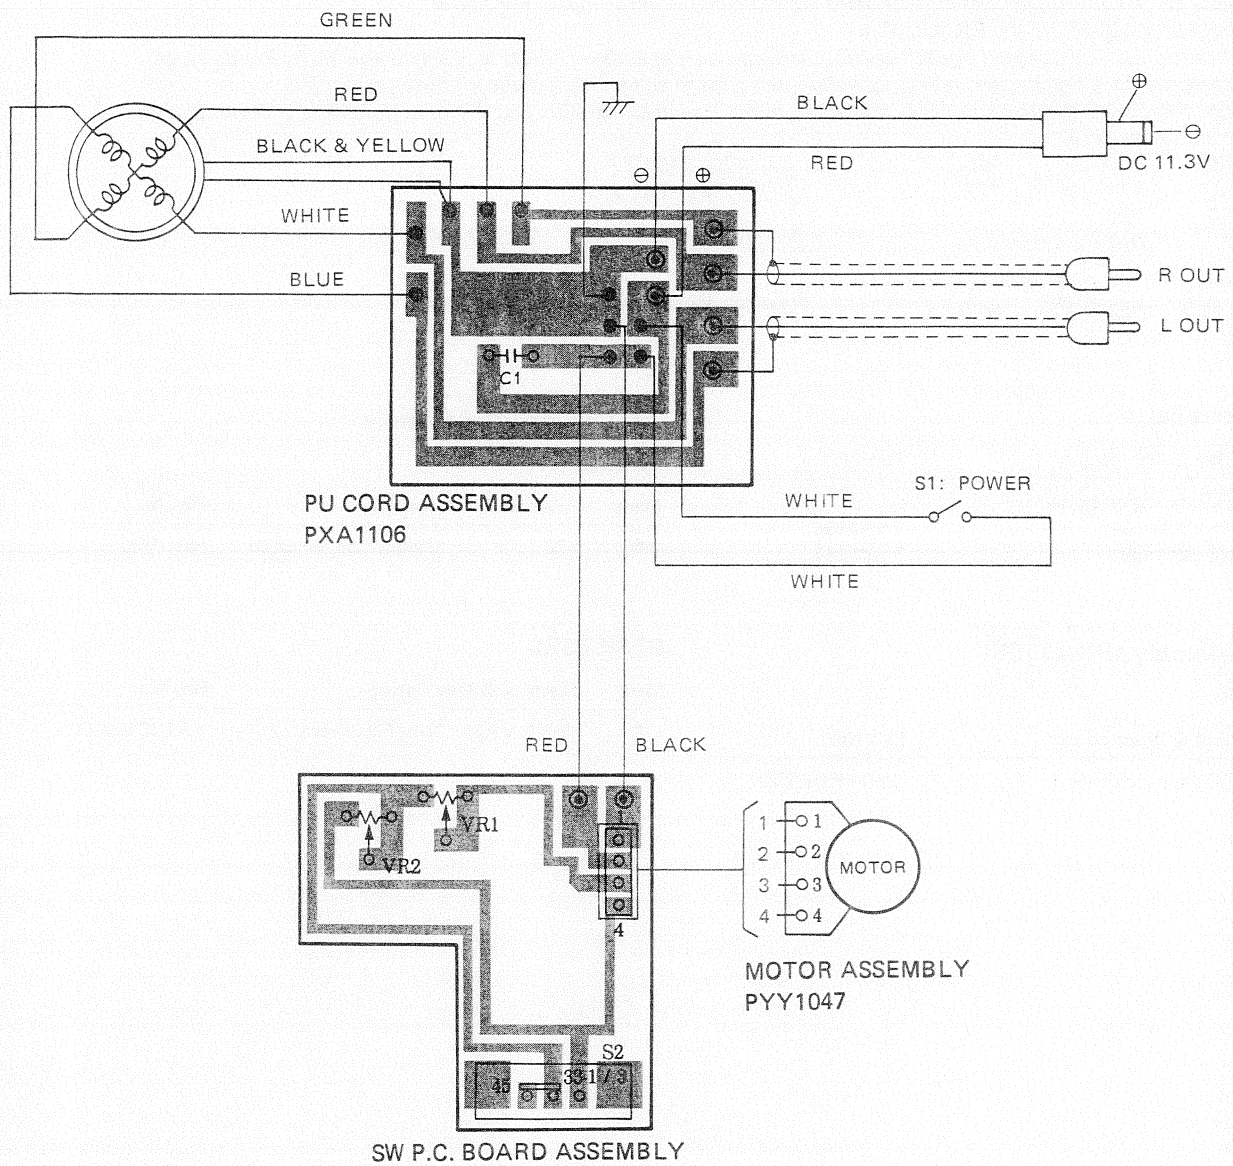 GREEN
RED
BLACK & YELLOW
WHITE
BLUE
BLACK
RED
⊕
⊖
DC 11.3V
⊖ ⊕
R OUT
L OUT
C1
PU CORD ASSEMBLY
PXA1106
S1: POWER
WHITE
WHITE
RED
BLACK
VR1
VR2
1
4
1 1
2 2
3 3
4 4
MOTOR
MOTOR ASSEMBLY
PYY1047
S2
45
33-1/3
SW P.C. BOARD ASSEMBLY